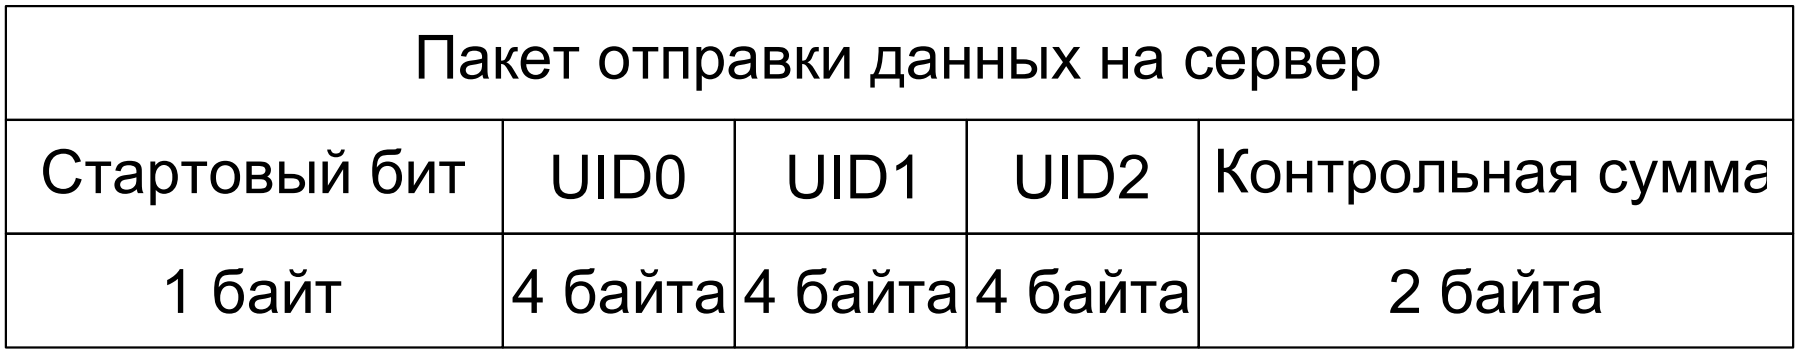 Пакет отправки данных на сервер
Стартовый бит UID0 UID1 UID2 Контрольная сумма
1 байт 4 байта 4 байта 4 байта 2 байта